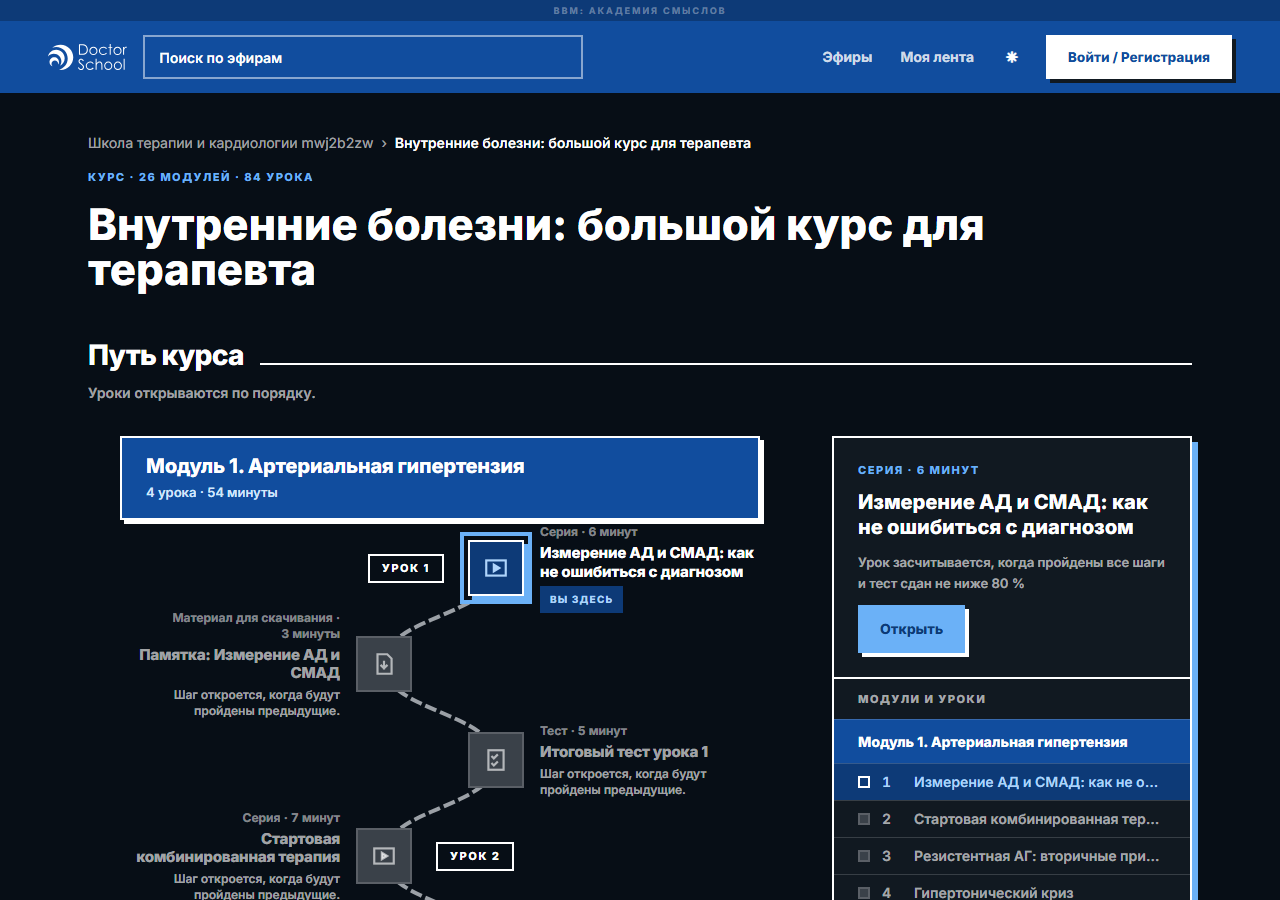 ВВМ: АКАДЕМИЯ СМЫСЛОВ
Doctor
School
Поиск по эфирам
Эфиры
Моя лента
Войти / Регистрация
Школа терапии и кардиологии mwj2b2zw › Внутренние болезни: большой курс для терапевта
КУРС · 26 МОДУЛЕЙ · 84 УРОКА
Внутренние болезни: большой курс для
терапевта
Путь курса
Уроки открываются по порядку.
Модуль 1. Артериальная гипертензия
4 урока · 54 минуты
УРОК 1
Серия · 6 минут
Измерение АД и СМАД: как
не ошибиться с диагнозом
ВЫ ЗДЕСЬ
Материал для скачивания ·
3 минуты
Памятка: Измерение АД и
СМАД
Шаг откроется, когда будут
пройдены предыдущие.
Тест · 5 минут
Итоговый тест урока 1
Шаг откроется, когда будут
пройдены предыдущие.
Серия · 7 минут
Стартовая
комбинированная терапия
Шаг откроется, когда будут
пройдены предыдущие.
УРОК 2
СЕРИЯ · 6 МИНУТ
Измерение АД и СМАД: как
не ошибиться с диагнозом
Урок засчитывается, когда пройдены все шаги
и тест сдан не ниже 80 %
Открыть
МОДУЛИ И УРОКИ
Модуль 1. Артериальная гипертензия
1 Измерение АД и СМАД: как не о...
2 Стартовая комбинированная тер...
3 Резистентная АГ: вторичные при...
4 Гипертонический криз